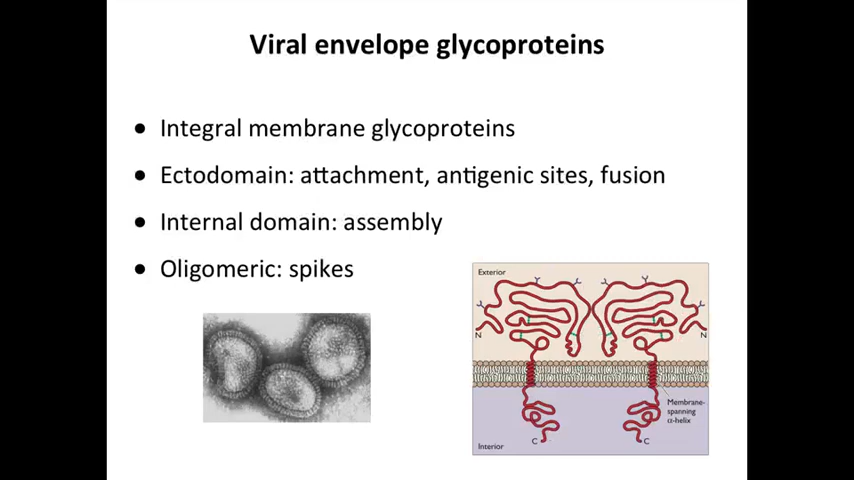 Viral envelope glycoproteins
● Integral membrane glycoproteins
● Ectodomain: attachment, antigenic sites, fusion
● Internal domain: assembly
● Oligomeric: spikes
Exterior
N
N
Membrane-
spanning
α-helix
C
C
Interior